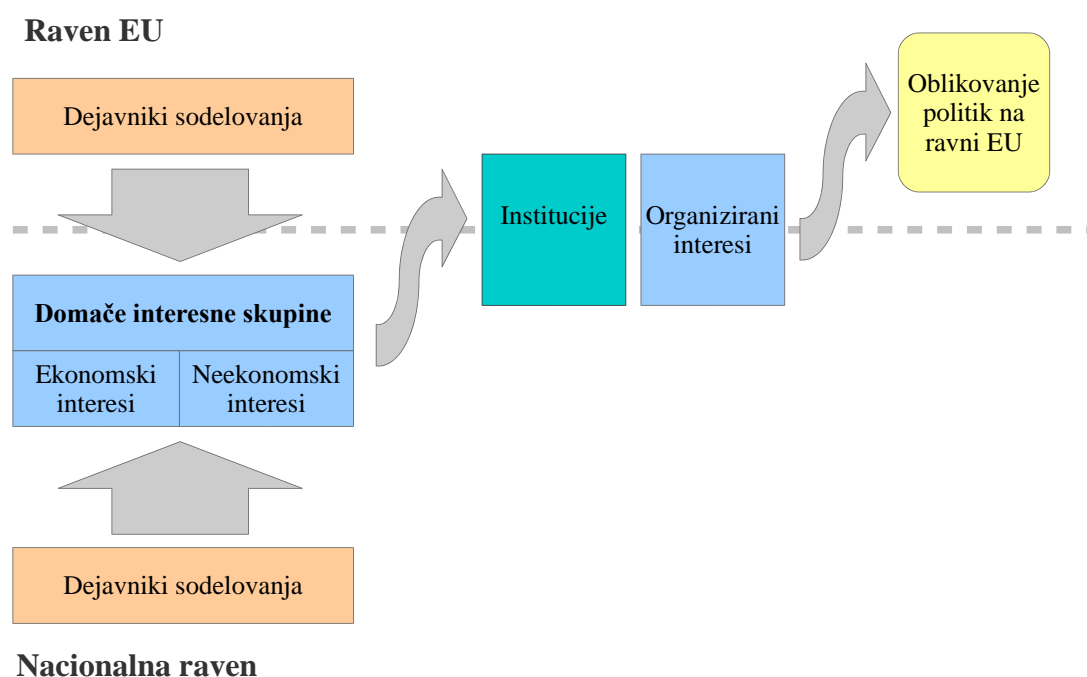 Raven EU
Dejavniki sodelovanja
Domače interesne skupine
Ekonomski
interesi
Neekonomski
interesi
Dejavniki sodelovanja
Nacionalna raven
Institucije
Organizirani
interesi
Oblikovanje
politik na
ravni EU